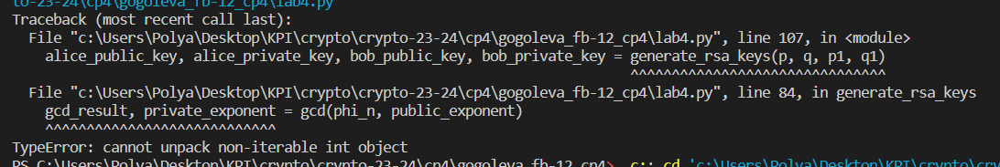 to-23-24\cp4\gogoleva_fb-12_cp4\lab4.py
Traceback (most recent call last):
  File "c:\Users\Polya\Desktop\KPI\crypto\crypto-23-24\cp4\gogoleva_fb-12_cp4\lab4.py", line 107, in <module>
    alice_public_key, alice_private_key, bob_public_key, bob_private_key = generate_rsa_keys(p, q, p1, q1)
                                                                           ^^^^^^^^^^^^^^^^^^^^^^^^^^^^^^^
  File "c:\Users\Polya\Desktop\KPI\crypto\crypto-23-24\cp4\gogoleva_fb-12_cp4\lab4.py", line 84, in generate_rsa_keys
    gcd_result, private_exponent = gcd(phi_n, public_exponent)
    ^^^^^^^^^^^^^^^^^^^^^^^^^^^^
TypeError: cannot unpack non-iterable int object
PS C:\Users\Polya\Desktop\KPI\crypto\crypto-23-24\cp4\gogoleva_fb-12_cp4>  c:; cd 'c:\Users\Polya\Desktop\KPI\crypto\cry